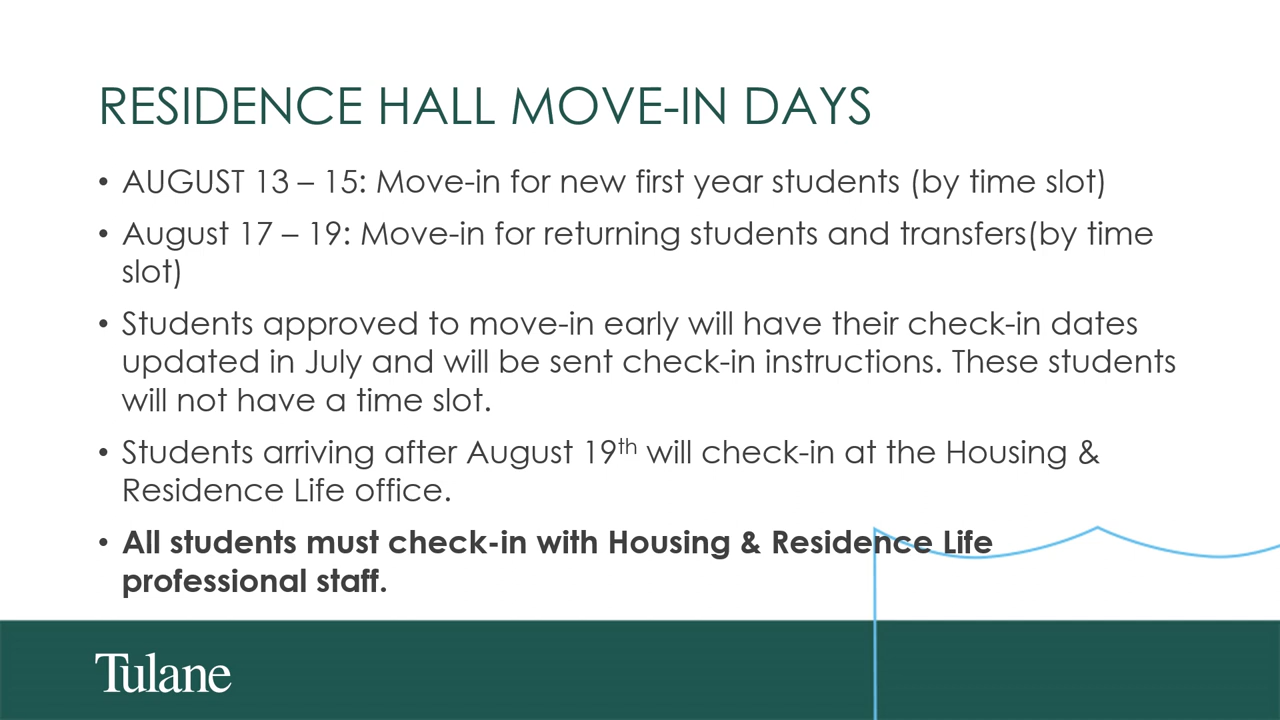 RESIDENCE HALL MOVE-IN DAYS
• AUGUST 13 – 15: Move-in for new first year students (by time slot)
• August 17 – 19: Move-in for returning students and transfers(by time
slot)
• Students approved to move-in early will have their check-in dates
updated in July and will be sent check-in instructions. These students
will not have a time slot.
• Students arriving after August 19th will check-in at the Housing &
Residence Life office.
• All students must check-in with Housing & Residence Life
professional staff.
Tulane